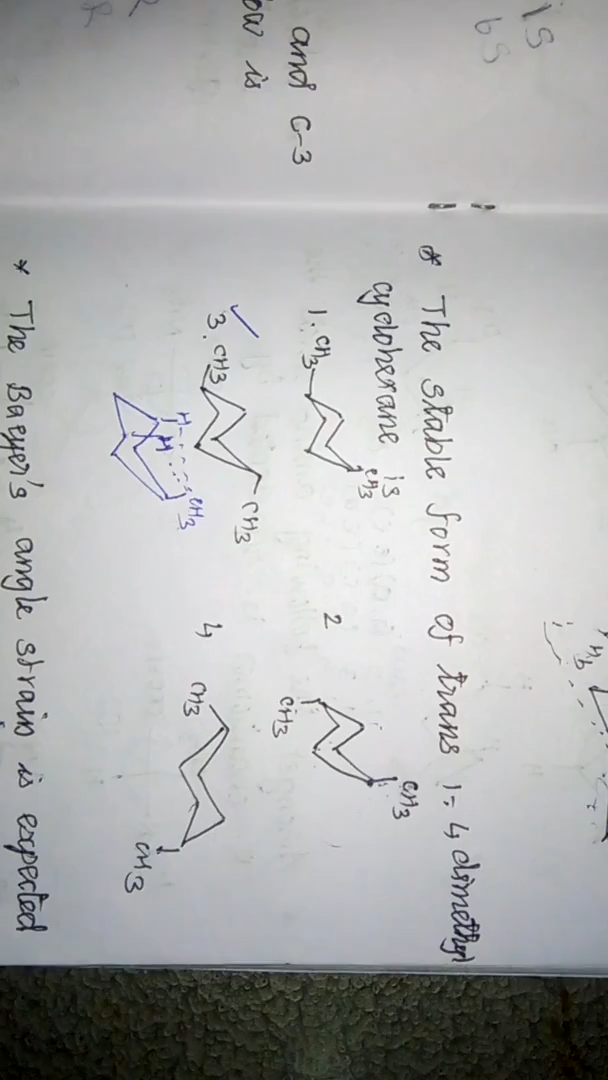 is
bS
and C-3
ow is
* The stable form of trans 1-4 dimethyl
cyclohexane is
1. CH3 CH3
2 CH3 CH3
✓
3. CH3 CH3
4 CH3 CH3
H H CH3
* The Baeyer's angle strain is expected